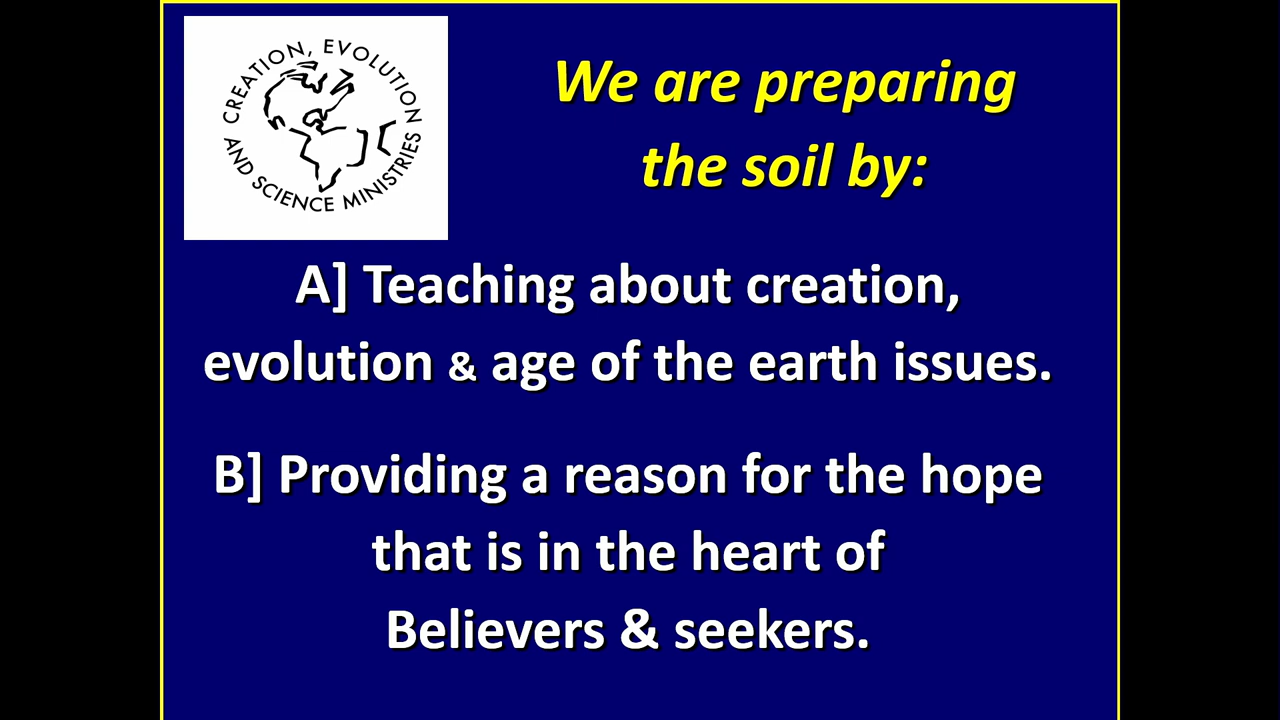 CREATION, EVOLUTION
AND SCIENCE MINISTRIES
We are preparing
the soil by:
A] Teaching about creation,
evolution & age of the earth issues.
B] Providing a reason for the hope
that is in the heart of
Believers & seekers.